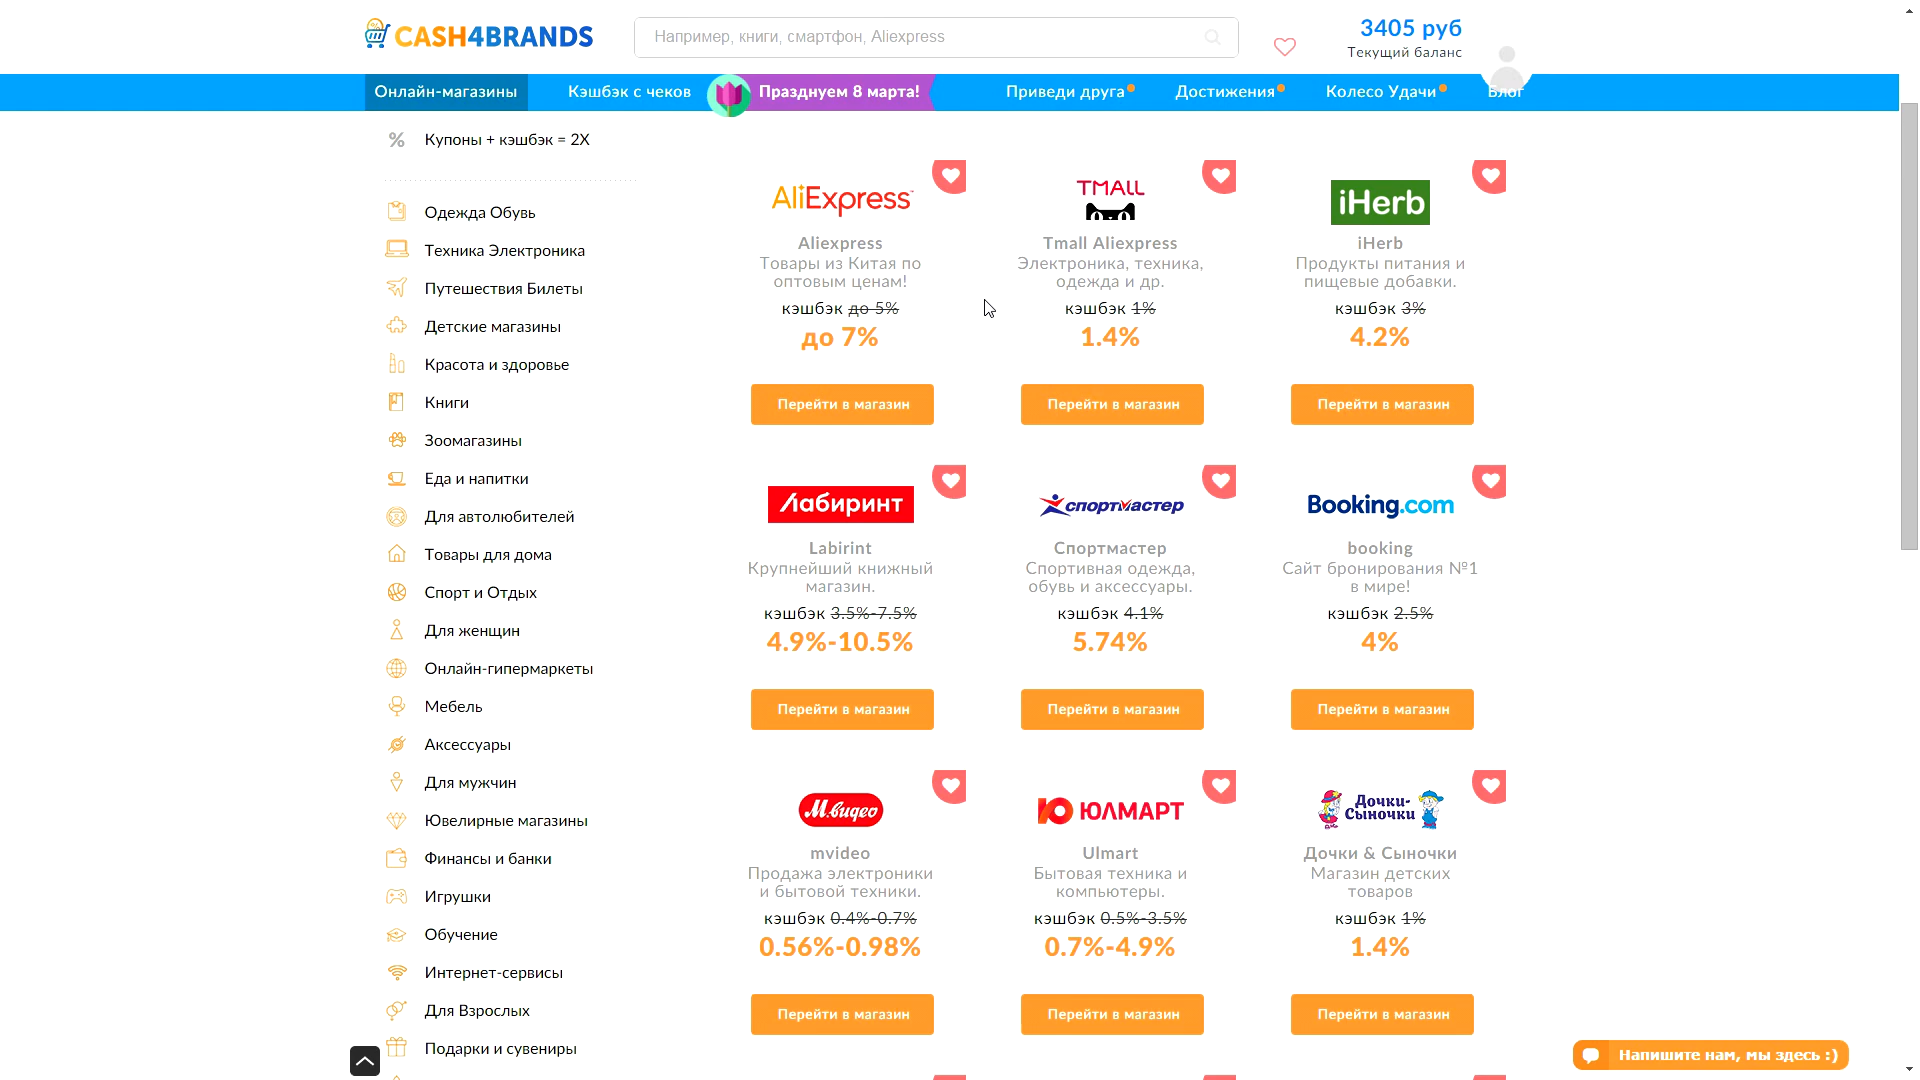 CASH4BRANDS
Например, книги, смартфон, Aliexpress
3405 руб
Текущий баланс
Онлайн-магазины
Кэшбэк с чеков
Празднуем 8 марта!
Приведи друга
Достижения
Колесо Удачи
Блог
Купоны + кэшбэк = 2X
Одежда Обувь
Техника Электроника
Путешествия Билеты
Детские магазины
Красота и здоровье
Книги
Зоомагазины
Еда и напитки
Для автолюбителей
Товары для дома
Спорт и Отдых
Для женщин
Онлайн-гипермаркеты
Мебель
Аксессуары
Для мужчин
Ювелирные магазины
Финансы и банки
Игрушки
Обучение
Интернет-сервисы
Для Взрослых
Подарки и сувениры
AliExpress
Aliexpress
Товары из Китая по
оптовым ценам!
кэшбэк до 5%
до 7%
Перейти в магазин
TMALL
Tmall Aliexpress
Электроника, техника,
одежда и др.
кэшбэк 1%
1.4%
Перейти в магазин
iHerb
iHerb
Продукты питания и
пищевые добавки.
кэшбэк 3%
4.2%
Перейти в магазин
Лабиринт
Labirint
Крупнейший книжный
магазин.
кэшбэк 3.5%-7.5%
4.9%-10.5%
Перейти в магазин
спортмастер
Спортмастер
Спортивная одежда,
обувь и аксессуары.
кэшбэк 4.1%
5.74%
Перейти в магазин
Booking.com
booking
Сайт бронирования №1
в мире!
кэшбэк 2.5%
4%
Перейти в магазин
М.видео
mvideo
Продажа электроники
и бытовой техники.
кэшбэк 0.4%-0.7%
0.56%-0.98%
Перейти в магазин
ЮЛМАРТ
Ulmart
Бытовая техника и
компьютеры.
кэшбэк 0.5%-3.5%
0.7%-4.9%
Перейти в магазин
Дочки-
Сыночки
Дочки & Сыночки
Магазин детских
товаров
кэшбэк 1%
1.4%
Перейти в магазин
Напишите нам, мы здесь :)